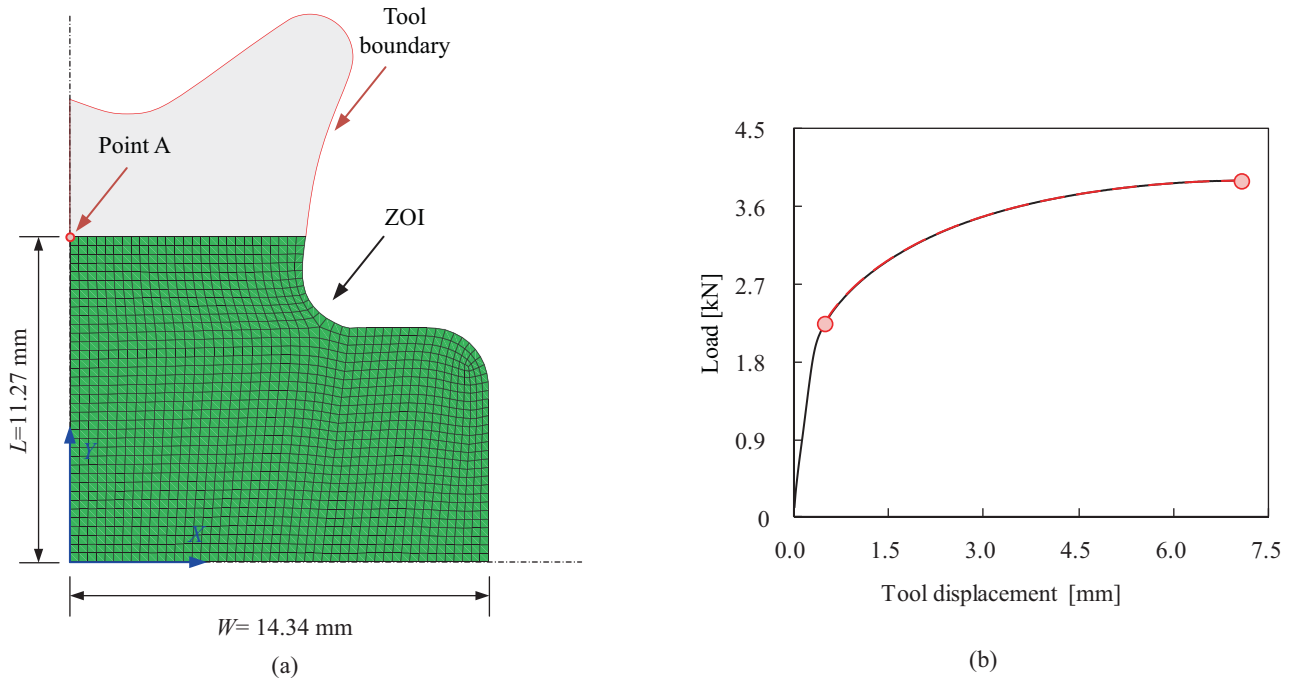 Tool
boundary
Point A
ZOI
L=11.27 mm
Y
X
W= 14.34 mm
(a)
4.5
3.6
2.7
1.8
0.9
0
Load [kN]
0.0 1.5 3.0 4.5 6.0 7.5
Tool displacement [mm]
(b)